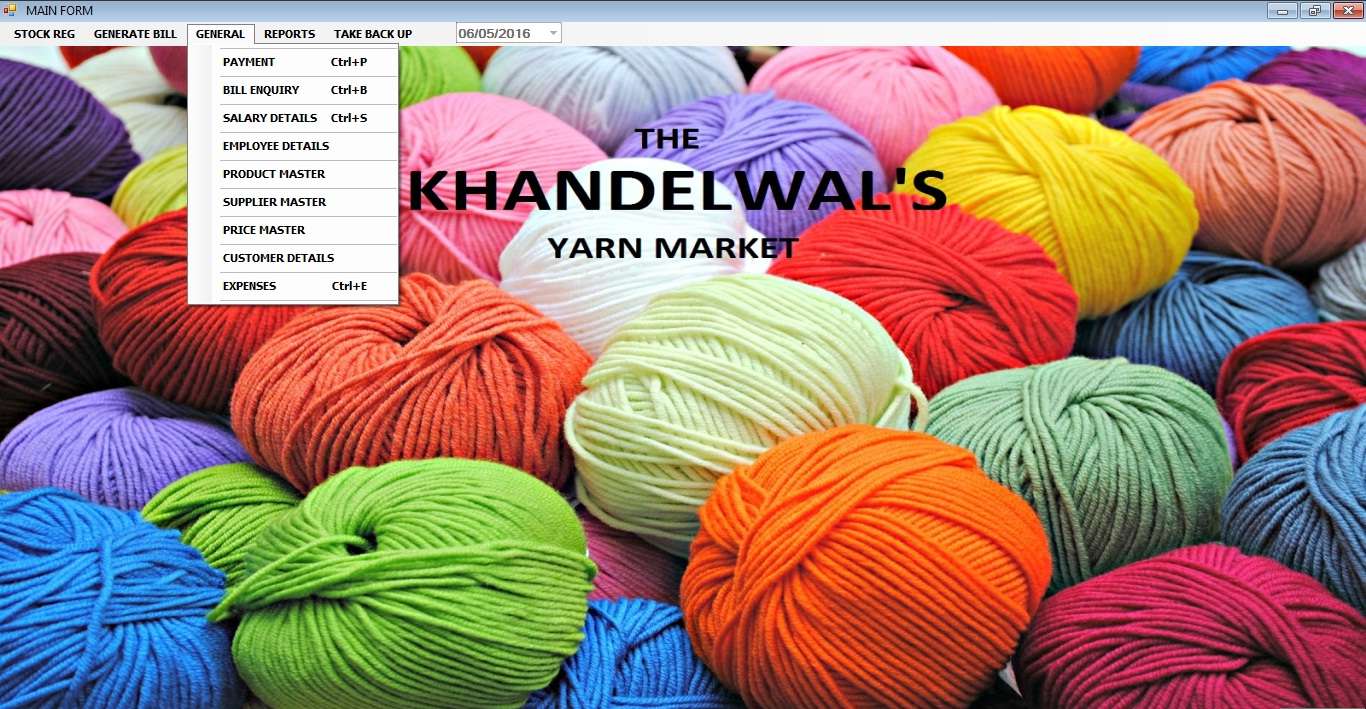 MAIN FORM
STOCK REG GENERATE BILL GENERAL REPORTS TAKE BACK UP 06/05/2016
PAYMENT Ctrl+P
BILL ENQUIRY Ctrl+B
SALARY DETAILS Ctrl+S
EMPLOYEE DETAILS
PRODUCT MASTER
SUPPLIER MASTER
PRICE MASTER
CUSTOMER DETAILS
EXPENSES Ctrl+E
THE
KHANDELWAL'S
YARN MARKET